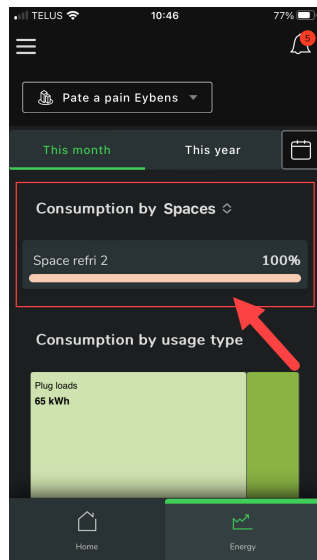 TELUS 10:46 77%
5
Pate a pain Eybens
This month This year
Consumption by Spaces
Space refri 2 100%
Consumption by usage type
Plug loads
65 kWh
Home Energy